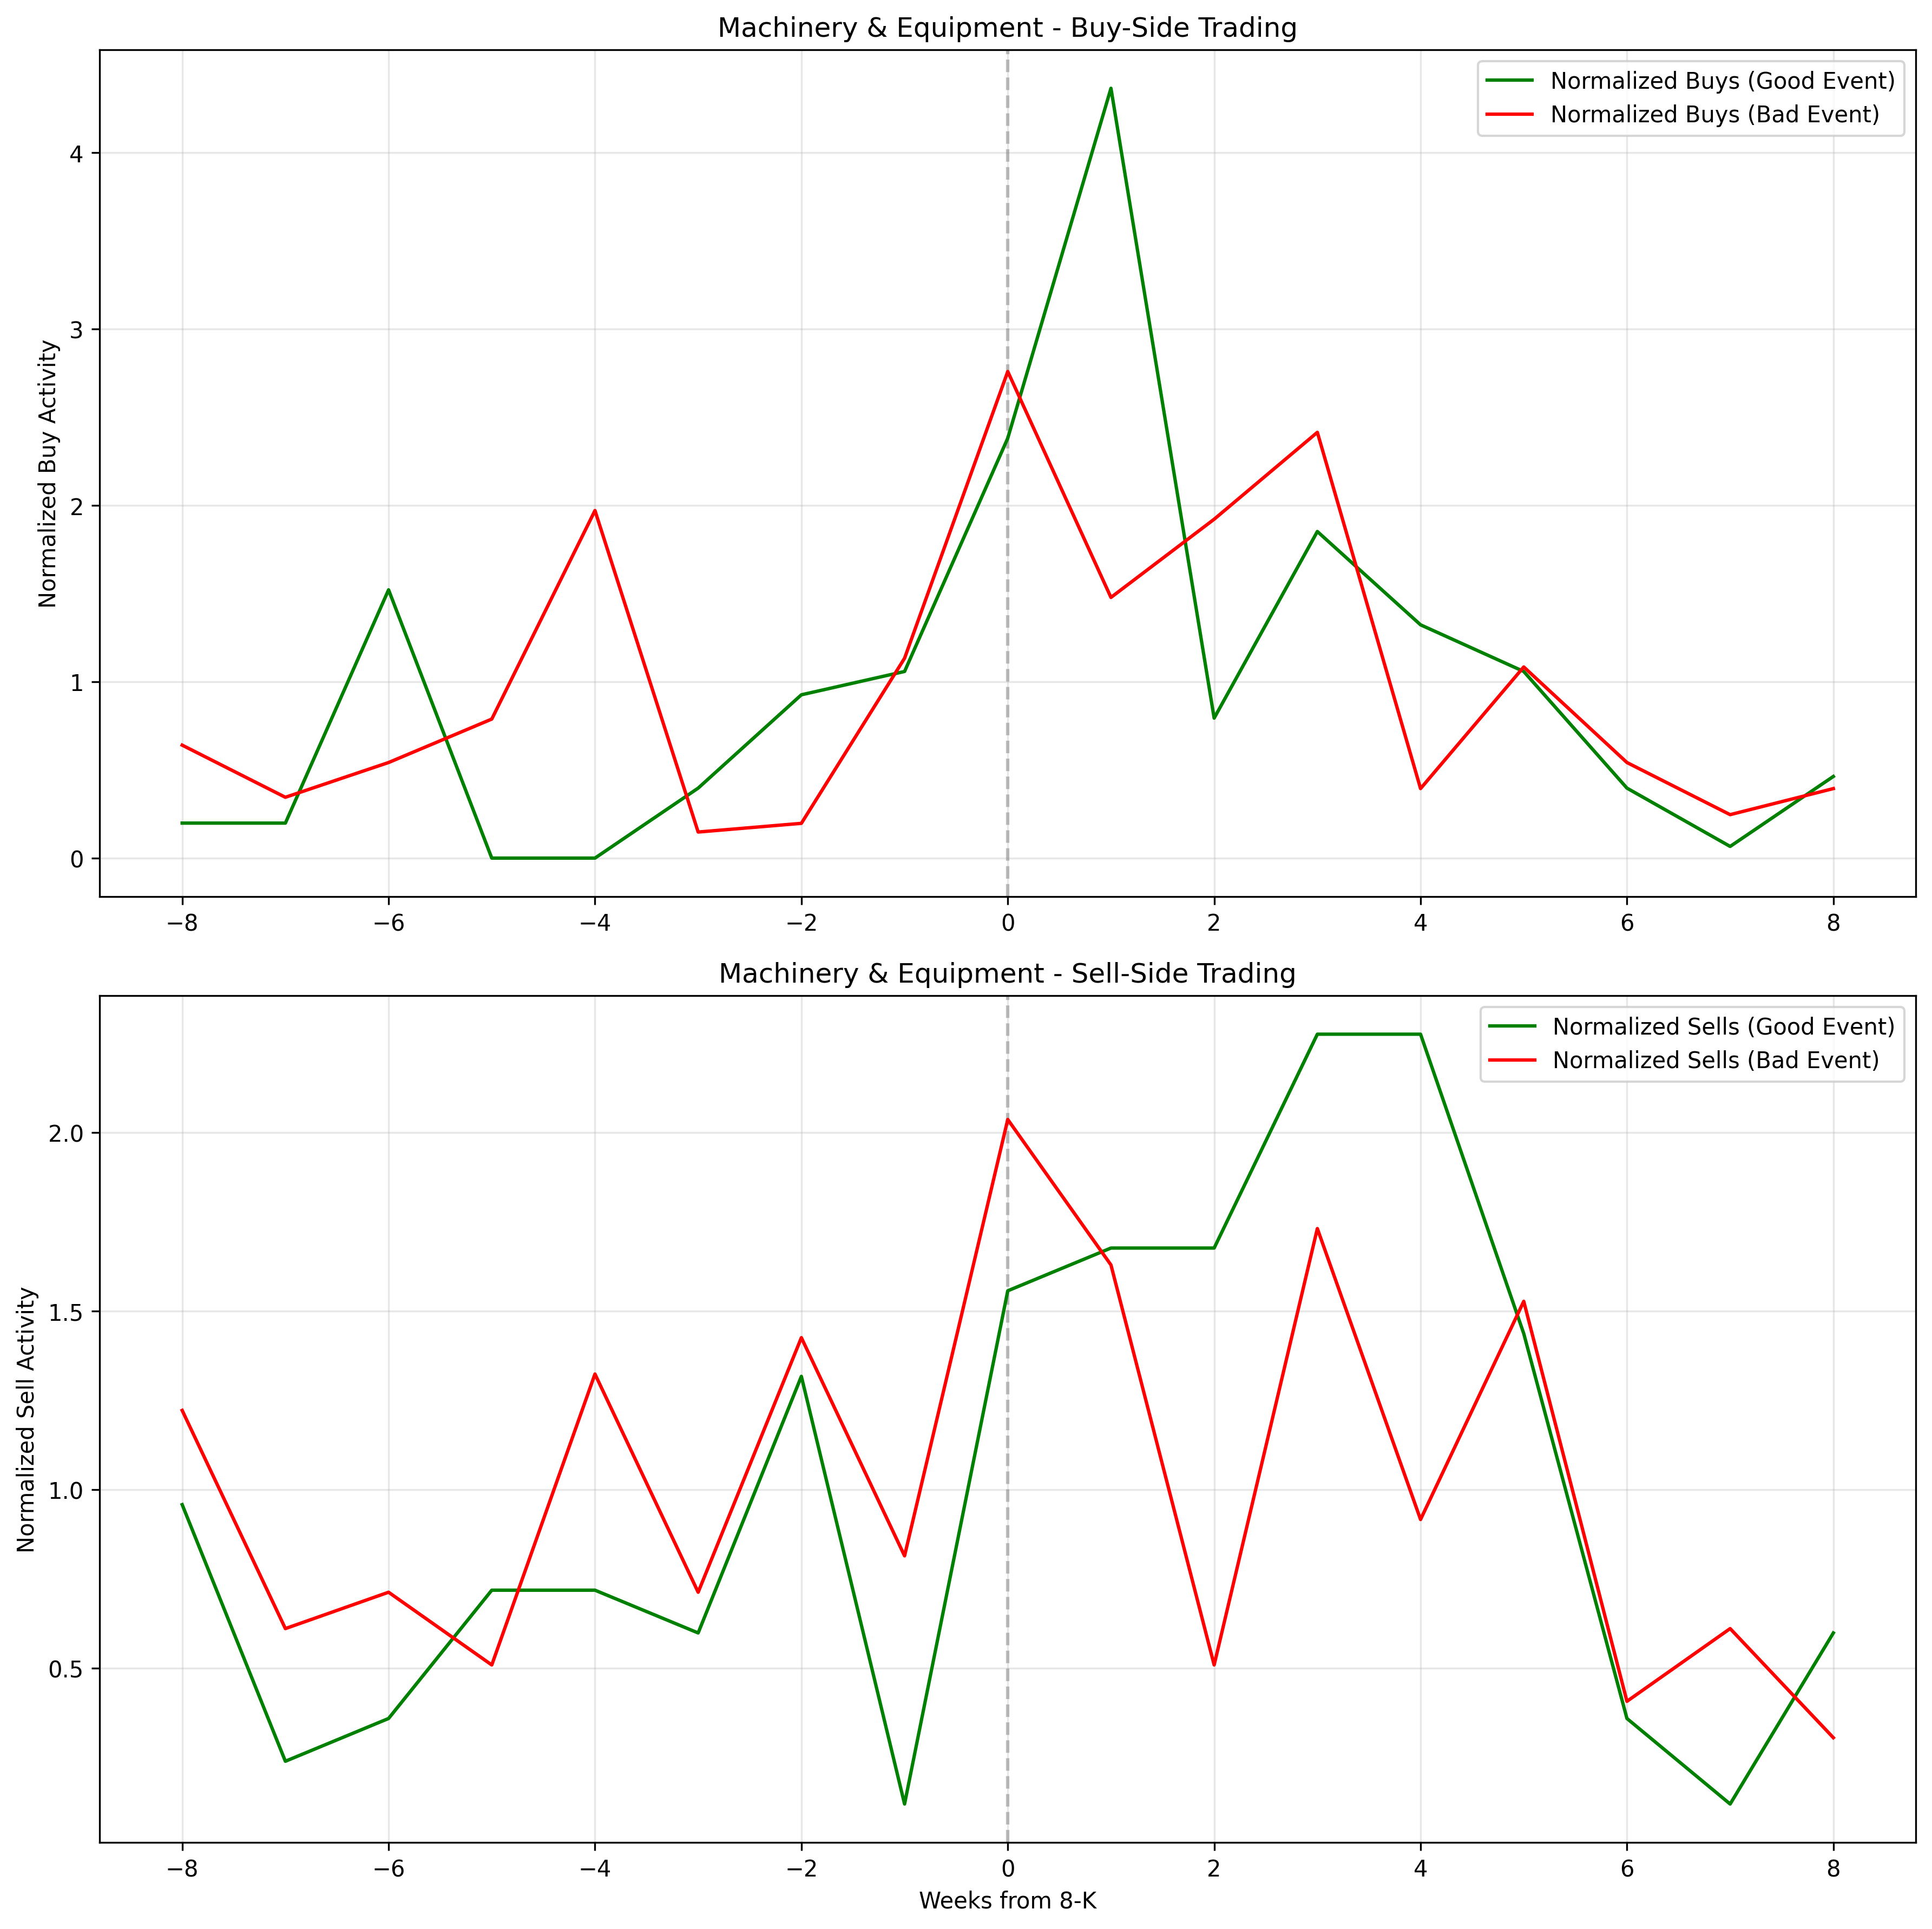 Machinery & Equipment - Buy-Side Trading
Normalized Buys (Good Event)
Normalized Buys (Bad Event)
Normalized Buy Activity
4
3
2
1
0
−8 −6 −4 −2 0 2 4 6 8
Machinery & Equipment - Sell-Side Trading
Normalized Sells (Good Event)
Normalized Sells (Bad Event)
Normalized Sell Activity
2.0
1.5
1.0
0.5
−8 −6 −4 −2 0 2 4 6 8
Weeks from 8-K